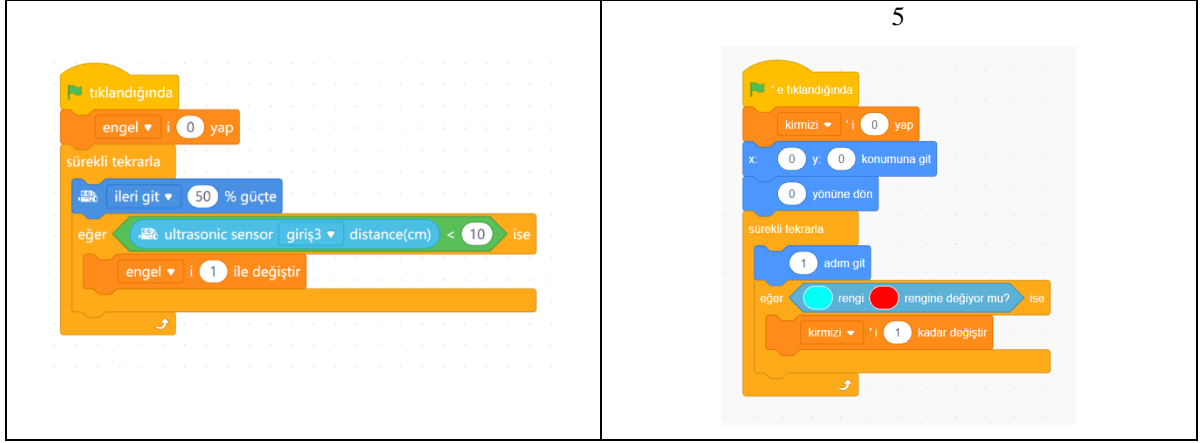 tıklandığında
engel ▾ i 0 yap
sürekli tekrarla
ileri git ▾ 50 % güçte
eğer ultrasonic sensor giriş3 ▾ distance(cm) < 10 ise
engel ▾ i 1 ile değiştir
5
' e tıklandığında
kirmizi ▾ ' i 0 yap
x: 0 y: 0 konumuna git
0 yönüne dön
sürekli tekrarla
1 adım git
eğer rengi rengine değiyor mu? ise
kirmizi ▾ ' i 1 kadar değiştir